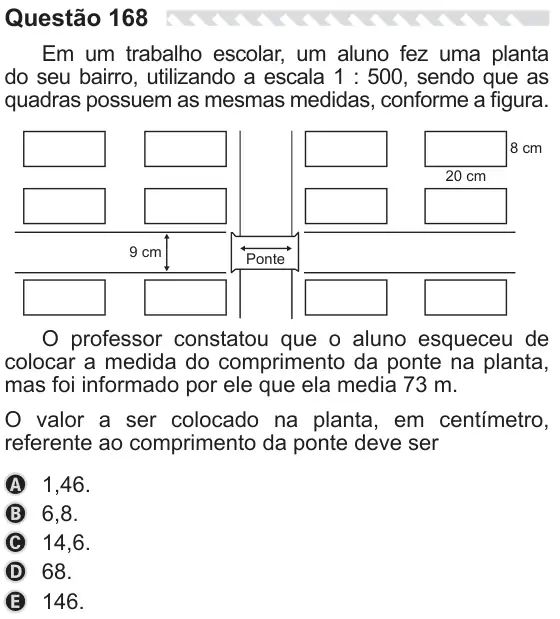 Questão 168
Em um trabalho escolar, um aluno fez uma planta
do seu bairro, utilizando a escala 1 : 500, sendo que as
quadras possuem as mesmas medidas, conforme a figura.
8 cm
20 cm
9 cm
Ponte
O professor constatou que o aluno esqueceu de
colocar a medida do comprimento da ponte na planta,
mas foi informado por ele que ela media 73 m.
O valor a ser colocado na planta, em centímetro,
referente ao comprimento da ponte deve ser
A 1,46.
B 6,8.
C 14,6.
D 68.
E 146.